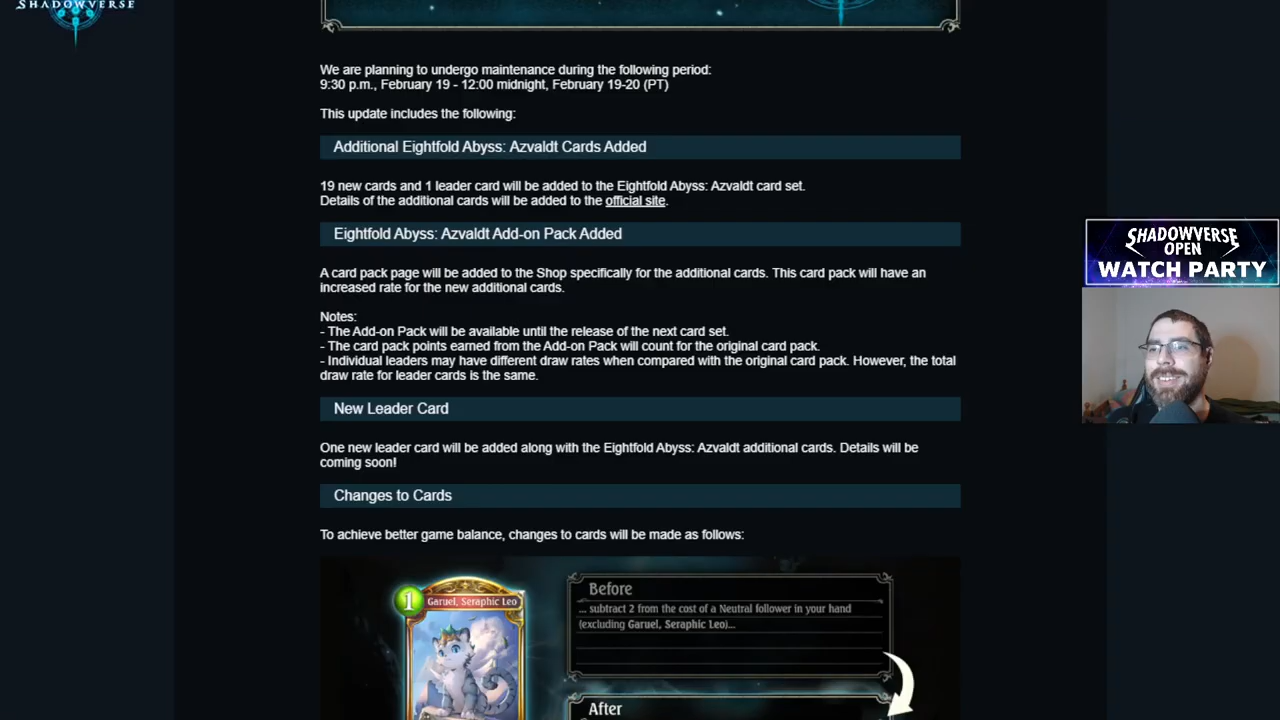 SHADOWVERSE
We are planning to undergo maintenance during the following period:
9:30 p.m., February 19 - 12:00 midnight, February 19-20 (PT)
This update includes the following:
Additional Eightfold Abyss: Azvaldt Cards Added
19 new cards and 1 leader card will be added to the Eightfold Abyss: Azvaldt card set.
Details of the additional cards will be added to the official site.
Eightfold Abyss: Azvaldt Add-on Pack Added
A card pack page will be added to the Shop specifically for the additional cards. This card pack will have an
increased rate for the new additional cards.
Notes:
- The Add-on Pack will be available until the release of the next card set.
- The card pack points earned from the Add-on Pack will count for the original card pack.
- Individual leaders may have different draw rates when compared with the original card pack. However, the total
draw rate for leader cards is the same.
New Leader Card
One new leader card will be added along with the Eightfold Abyss: Azvaldt additional cards. Details will be
coming soon!
Changes to Cards
To achieve better game balance, changes to cards will be made as follows:
1
Garuel, Seraphic Leo
Before
... subtract 2 from the cost of a Neutral follower in your hand
(excluding Garuel, Seraphic Leo)...
After
SHADOWVERSE
OPEN
WATCH PARTY